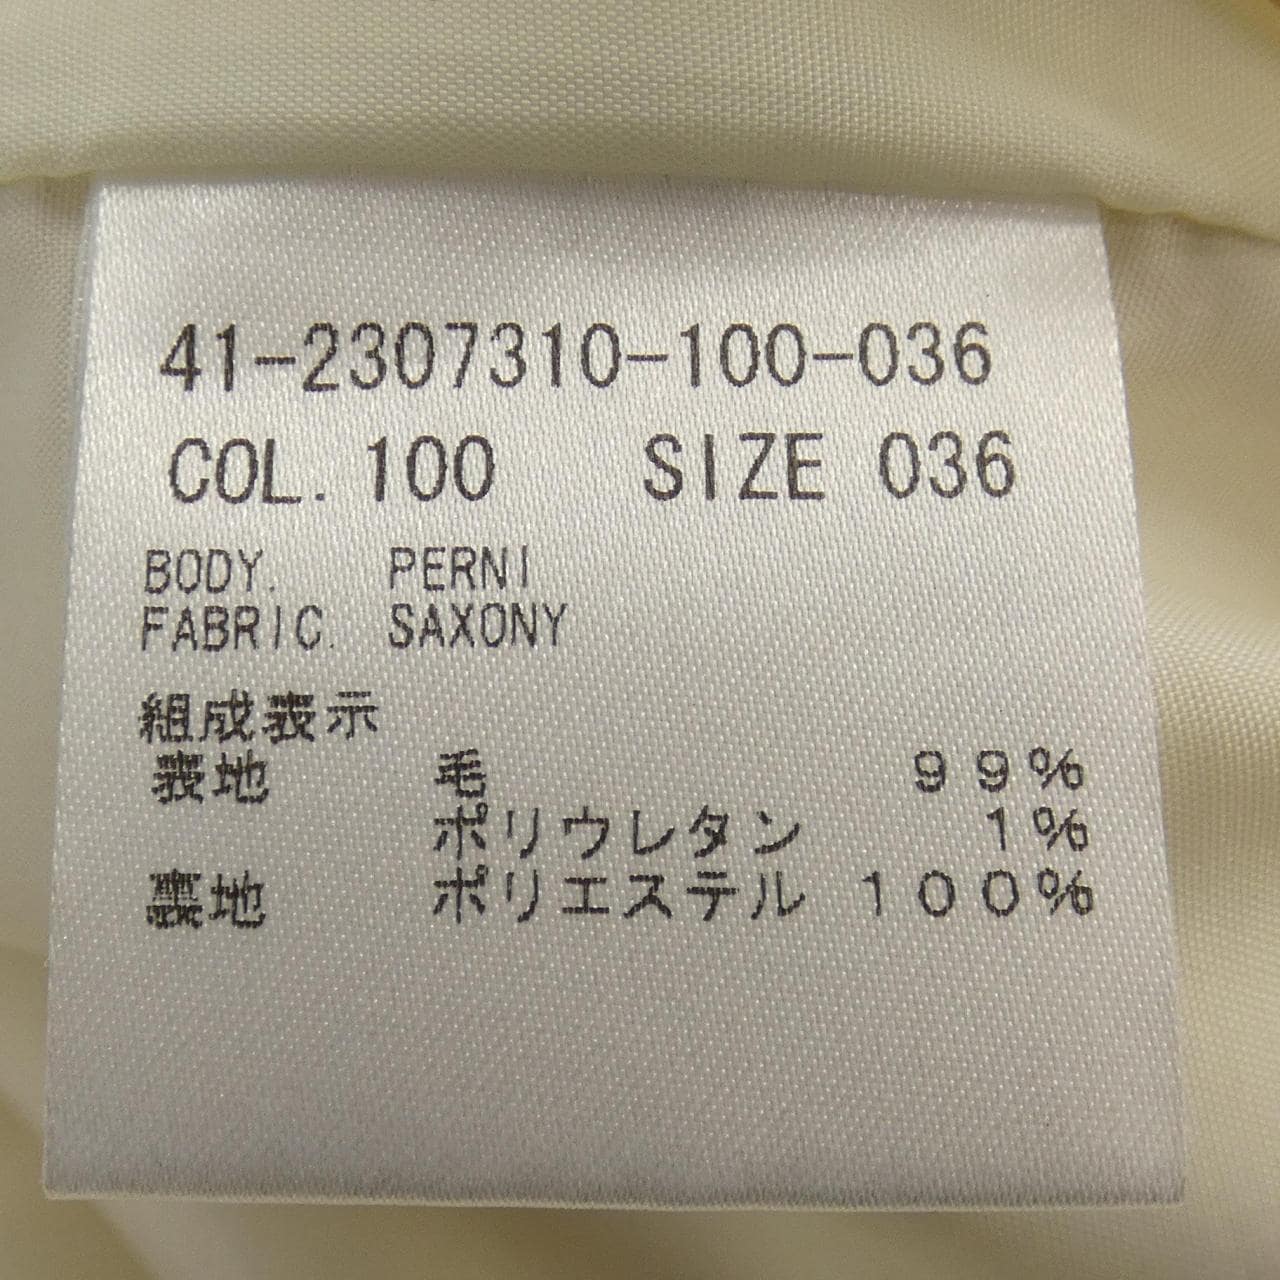 41-2307310-100-036
COL. 100 SIZE 036
BODY. PERNI
FABRIC. SAXONY
組成表示
表地 毛 99%
ポリウレタン 1%
裏地 ポリエステル 100%